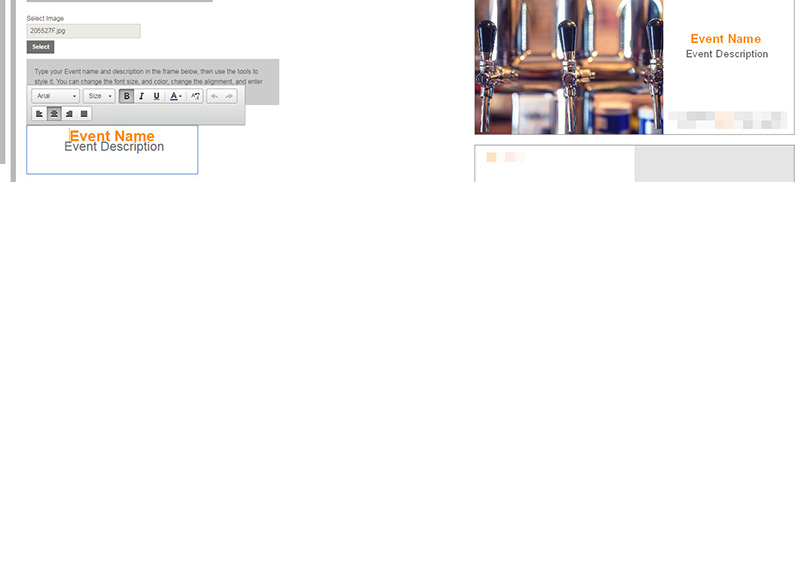 Select Image
205527F.jpg
Select
Type your Event name and description in the frame below, then use the tools to
style it. You can change the font size, and color, change the alignment, and enter
Arial Size B I U A
Event Name
Event Description
Event Name
Event Description